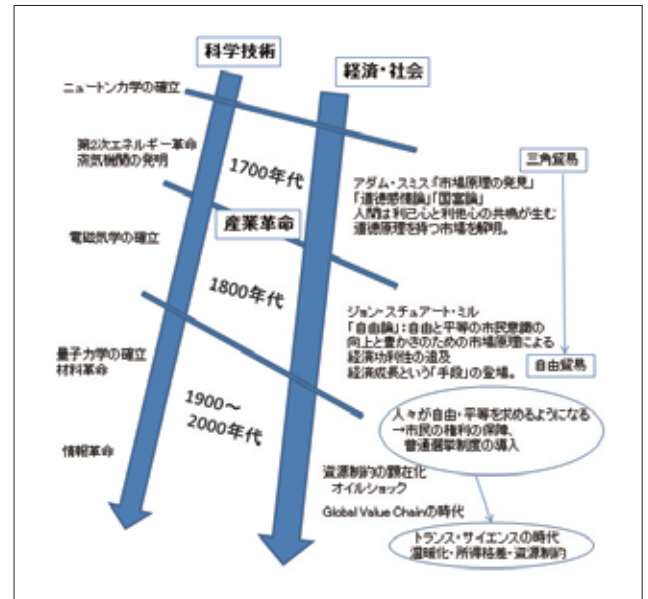 科学技術
経済・社会
ニュートン力学の確立
第2次エネルギー革命
蒸気機関の発明
1700年代
三角貿易
アダム・スミス:「市場原理の発見」
「道徳感情論」「国富論」
人間は利己心と利他心の共鳴が生む
道徳原理を持つ市場を解明。
産業革命
電磁気学の確立
1800年代
ジョン・スチュアート・ミル
「自由論」:自由と平等の市民意識の
向上と豊かさのための市場原理による
経済功利性の追及
経済成長という「手段」の登場。
自由貿易
量子力学の確立
材料革命
1900~
2000年代
人々が自由・平等を求めるようになる
→市民の権利の保障、
普通選挙制度の導入
情報革命
資源制約の顕在化
オイルショック
Global Value Chainの時代
トランス・サイエンスの時代
温暖化・所得格差・資源制約